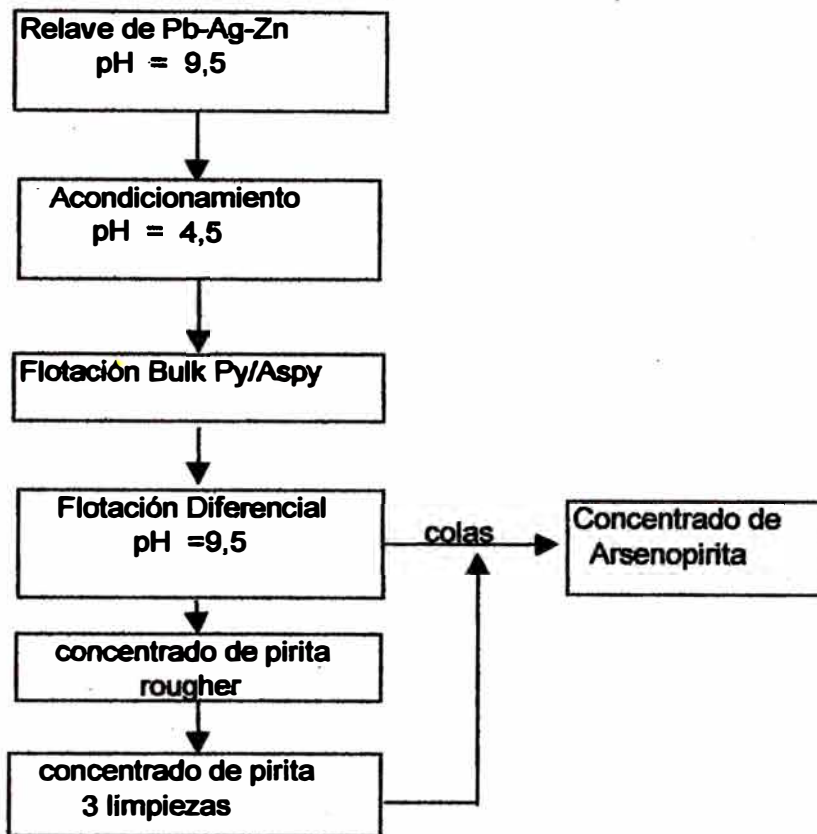 Relave de Pb-Ag-Zn
pH = 9,5
Acondicionamiento
pH = 4,5
Flotación Bulk Py/Aspy
Flotación Diferencial
pH =9,5
colas
Concentrado de
Arsenopirita
concentrado de pirita
rougher
concentrado de pirita
3 limpiezas